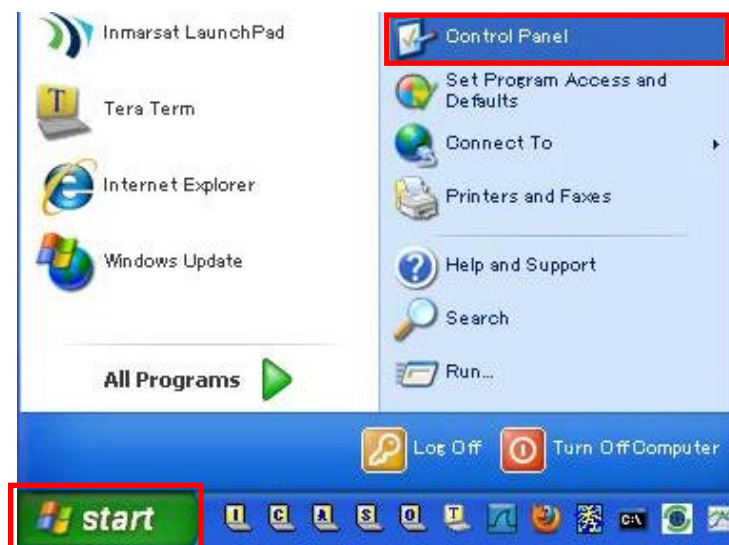 Inmarsat LaunchPad
Tera Term
Internet Explorer
Windows Update
All Programs
Control Panel
Set Program Access and
Defaults
Connect To
Printers and Faxes
Help and Support
Search
Run...
Log Off
Turn Off Computer
start
I C A S O T C:\